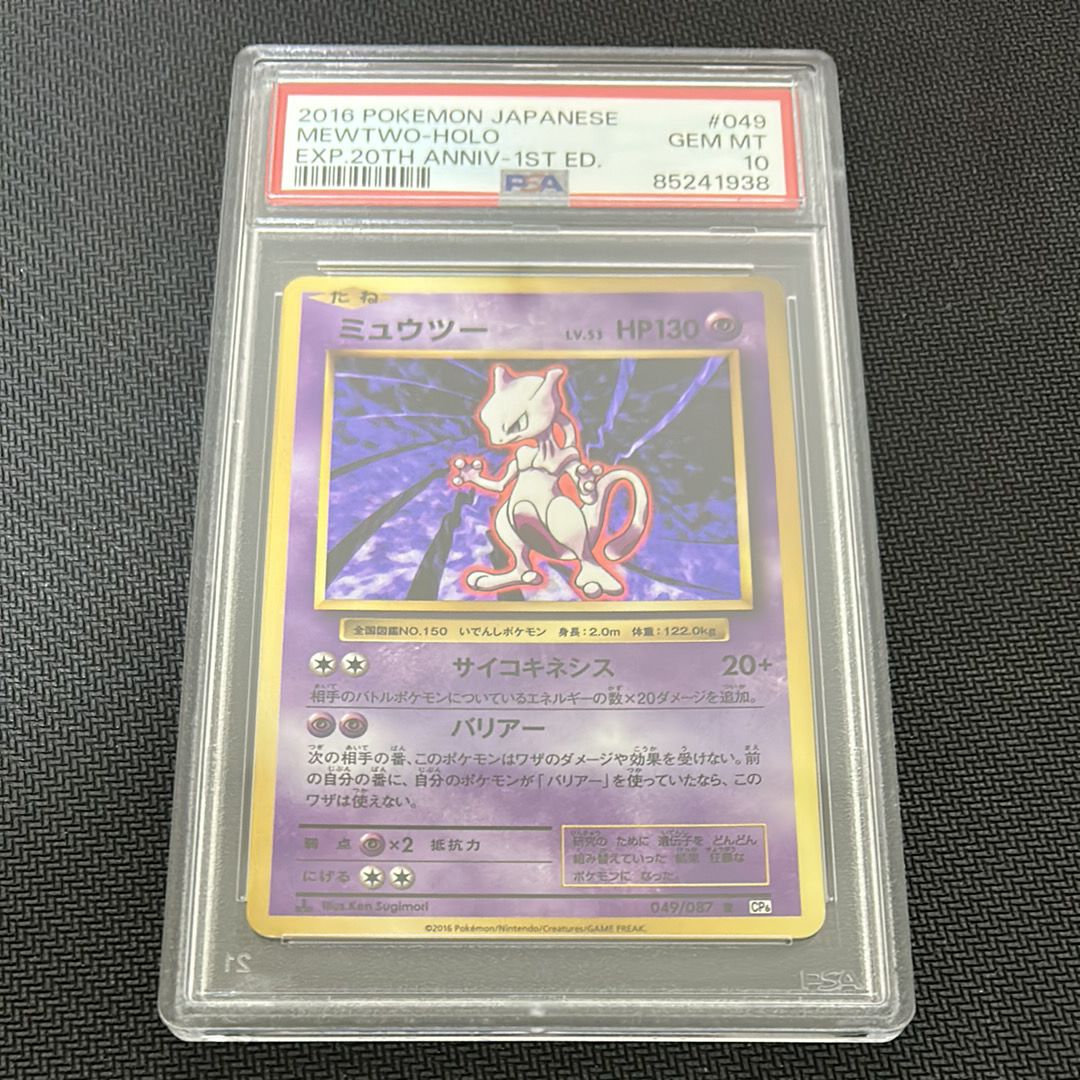 2016 POKEMON JAPANESE #049
MEWTWO-HOLO GEM MT
EXP.20TH ANNIV-1ST ED. 10
PSA 85241938
たね
ミュウツー LV.53 HP130
全国図鑑NO.150 いでんしポケモン 身長:2.0m 体重:122.0kg
サイコキネシス 20+
相手のバトルポケモンについているエネルギーの数×20ダメージを追加。
バリアー
次の相手の番、このポケモンはワザのダメージや効果を受けない。前
の自分の番に、自分のポケモンが「バリアー」を使っていたなら、この
ワザは使えない。
弱点 ×2 抵抗力
にげる
研究の ために 遺伝子を どんどん
組み替えていった 結果 狂暴な
ポケモンに なった。
Illus.Ken Sugimori 049/087 R CP6
©2016 Pokémon/Nintendo/Creatures/GAME FREAK.
21 PSA